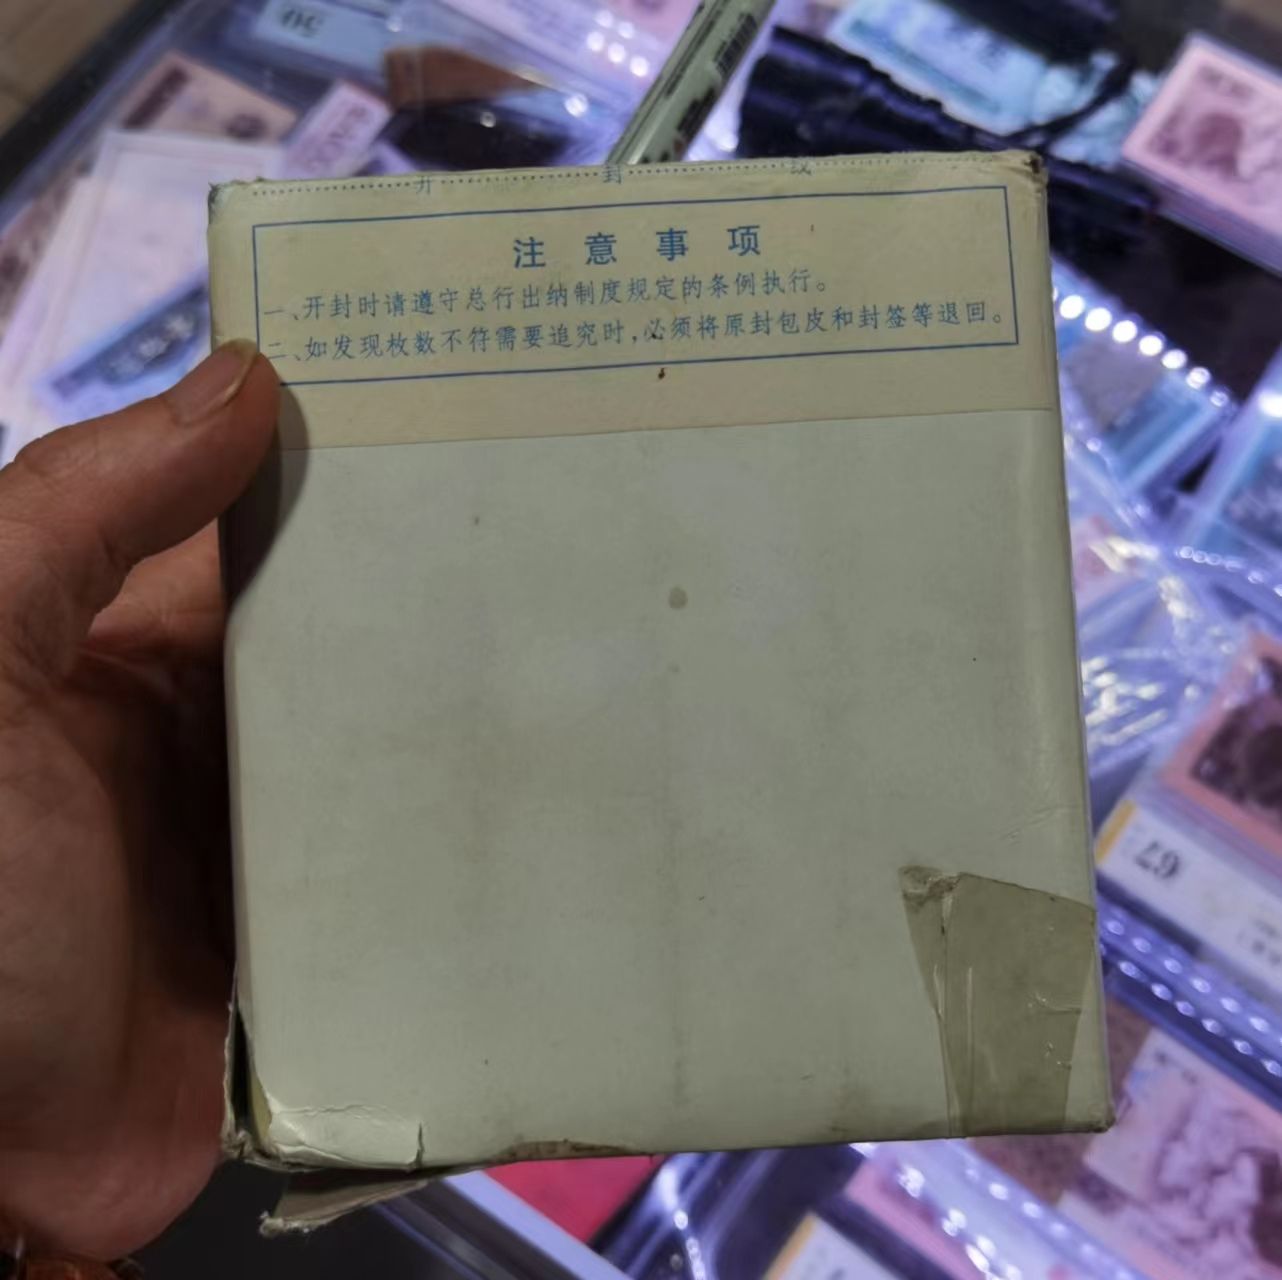 开封线
注意事项
一、开封时请遵守总行出纳制度规定的条例执行。
二、如发现枚数不符需要追究时,必须将原封包皮和封签等退回。